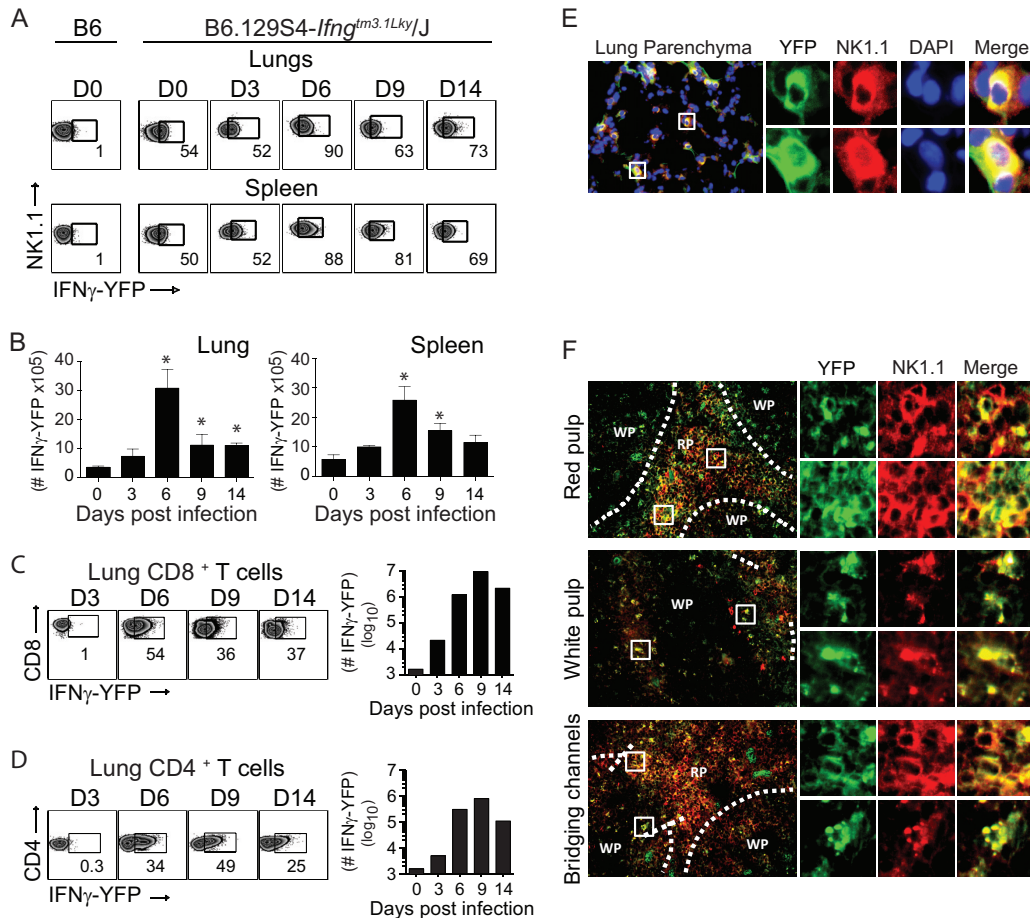 A
B6 B6.129S4-Ifng^tm3.1Lky/J
Lungs
D0 D0 D3 D6 D9 D14
1 54 52 90 63 73
Spleen
1 50 52 88 81 69
NK1.1
IFNγ-YFP
B
Lung
(# IFNγ-YFP x10⁵)
40
30
20
10
0
* * *
0 3 6 9 14
Days post infection
Spleen
(# IFNγ-YFP x10⁵)
40
30
20
10
0
* *
0 3 6 9 14
Days post infection
C
Lung CD8 + T cells
D3 D6 D9 D14
1 54 36 37
CD8
IFNγ-YFP
(# IFNγ-YFP)
(log₁₀)
7
6
5
4
3
0 3 6 9 14
Days post infection
D
Lung CD4 + T cells
D3 D6 D9 D14
0.3 34 49 25
CD4
IFNγ-YFP
(# IFNγ-YFP)
(log₁₀)
7
6
5
4
3
0 3 6 9 14
Days post infection
E
Lung Parenchyma YFP NK1.1 DAPI Merge
F
YFP NK1.1 Merge
Red pulp
WP WP
RP
WP
White pulp
WP
Bridging channels
RP
WP WP